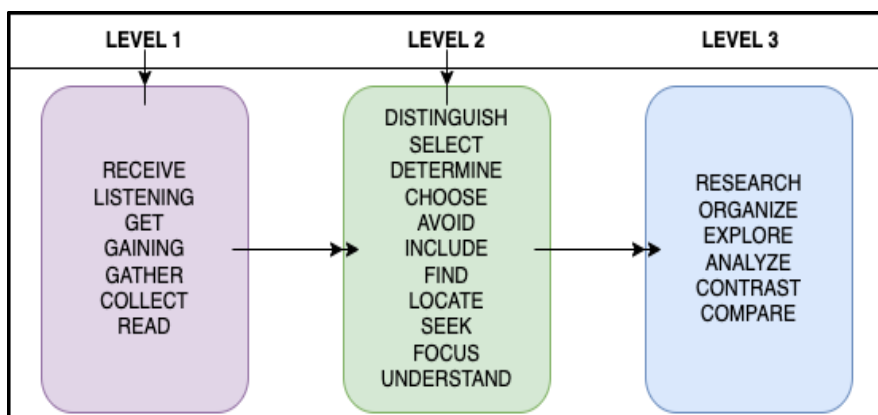 LEVEL 1
LEVEL 2
LEVEL 3
RECEIVE
LISTENING
GET
GAINING
GATHER
COLLECT
READ
DISTINGUISH
SELECT
DETERMINE
CHOOSE
AVOID
INCLUDE
FIND
LOCATE
SEEK
FOCUS
UNDERSTAND
RESEARCH
ORGANIZE
EXPLORE
ANALYZE
CONTRAST
COMPARE